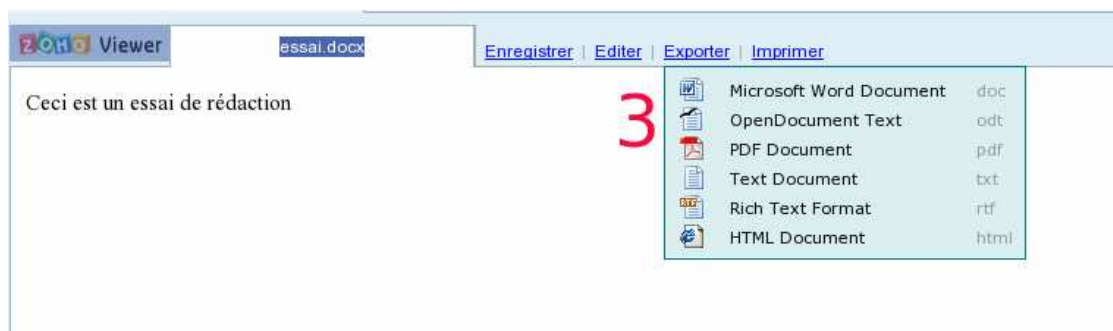 ZOHO Viewer essai.docx Enregistrer | Editer | Exporter | Imprimer
Ceci est un essai de rédaction
3
Microsoft Word Document doc
OpenDocument Text odt
PDF Document pdf
Text Document txt
Rich Text Format rtf
HTML Document html